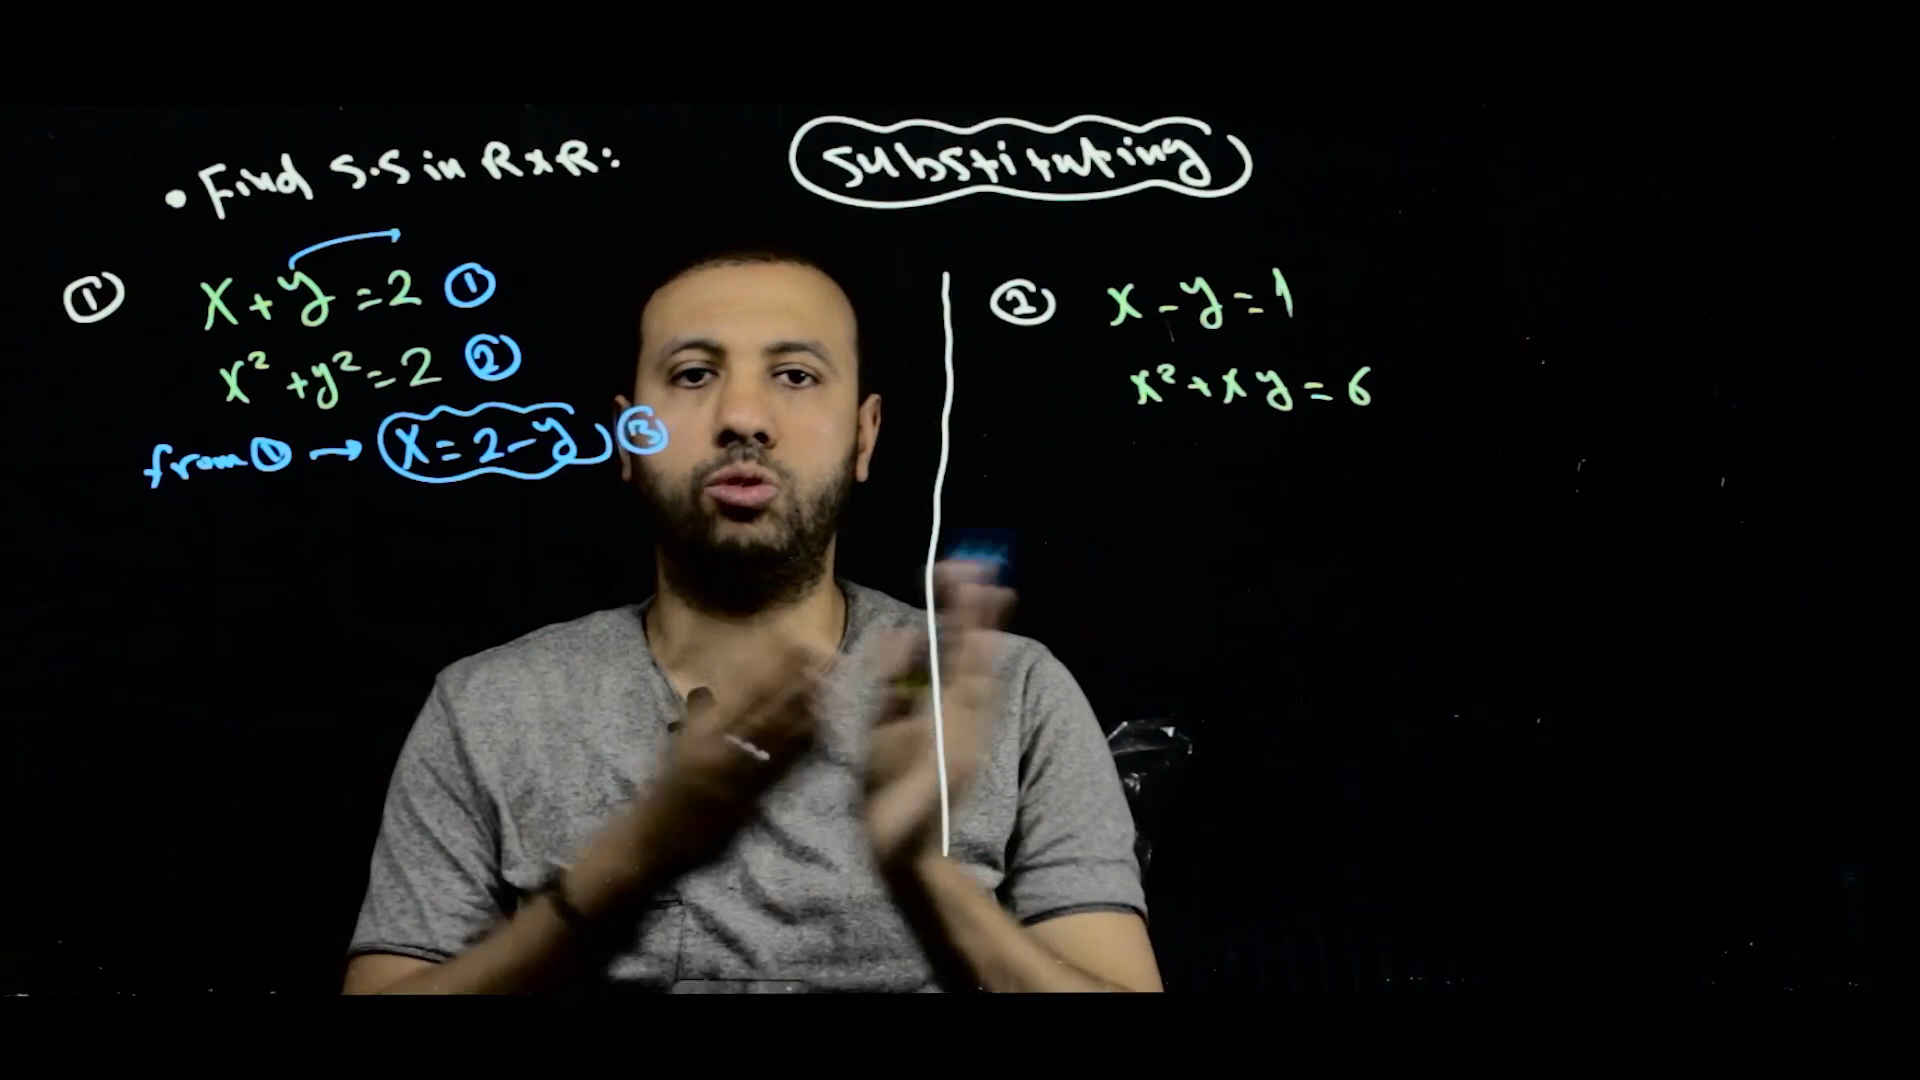 • Find S.S in R×R:
substituting
① x + y = 2 ①
x² + y² = 2 ②
from ① → x = 2 - y ③
② x - y = 1
x² + x y = 6